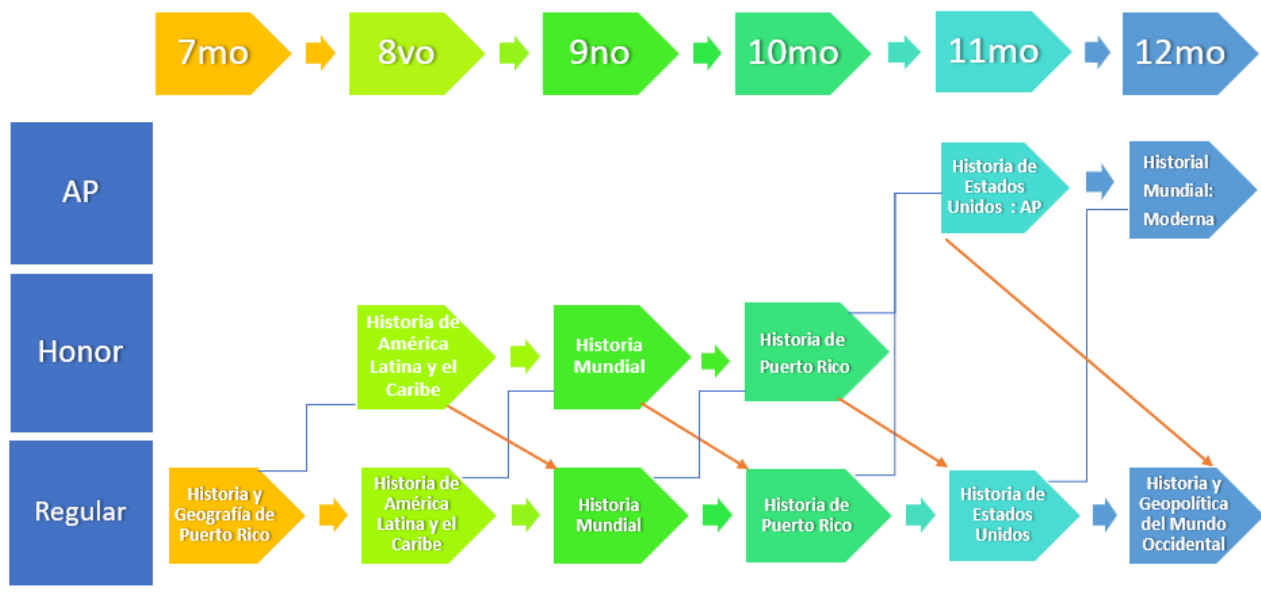 7mo
8vo
9no
10mo
11mo
12mo
AP
Historia de
Estados
Unidos : AP
Historial
Mundial:
Moderna
Honor
Historia de
América
Latina y el
Caribe
Historia
Mundial
Historia de
Puerto Rico
Regular
Historia y
Geografía de
Puerto Rico
Historia de
América
Latina y el
Caribe
Historia
Mundial
Historia de
Puerto Rico
Historia de
Estados
Unidos
Historia y
Geopolítica
del Mundo
Occidental